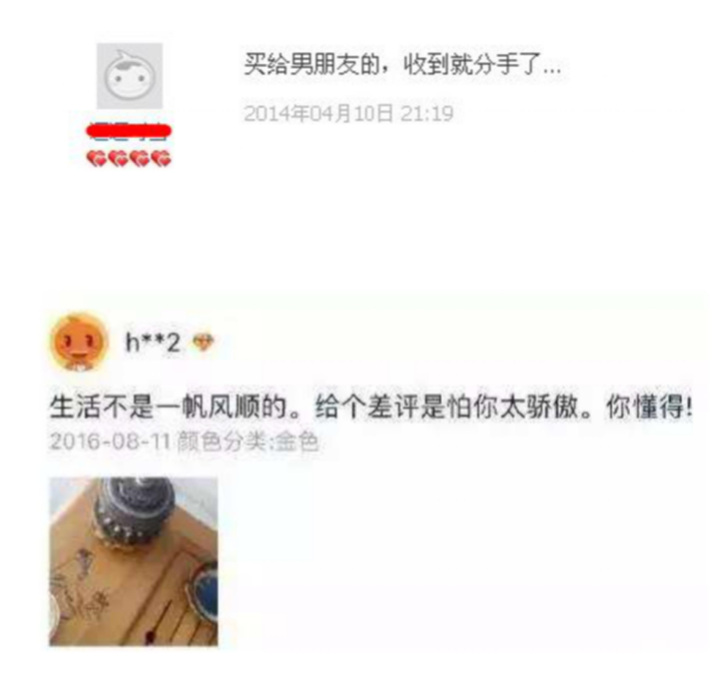 买给男朋友的，收到就分手了...
2014年04月10日 21:19
h**2
生活不是一帆风顺的。给个差评是怕你太骄傲。你懂得!
2016-08-11 颜色分类:金色